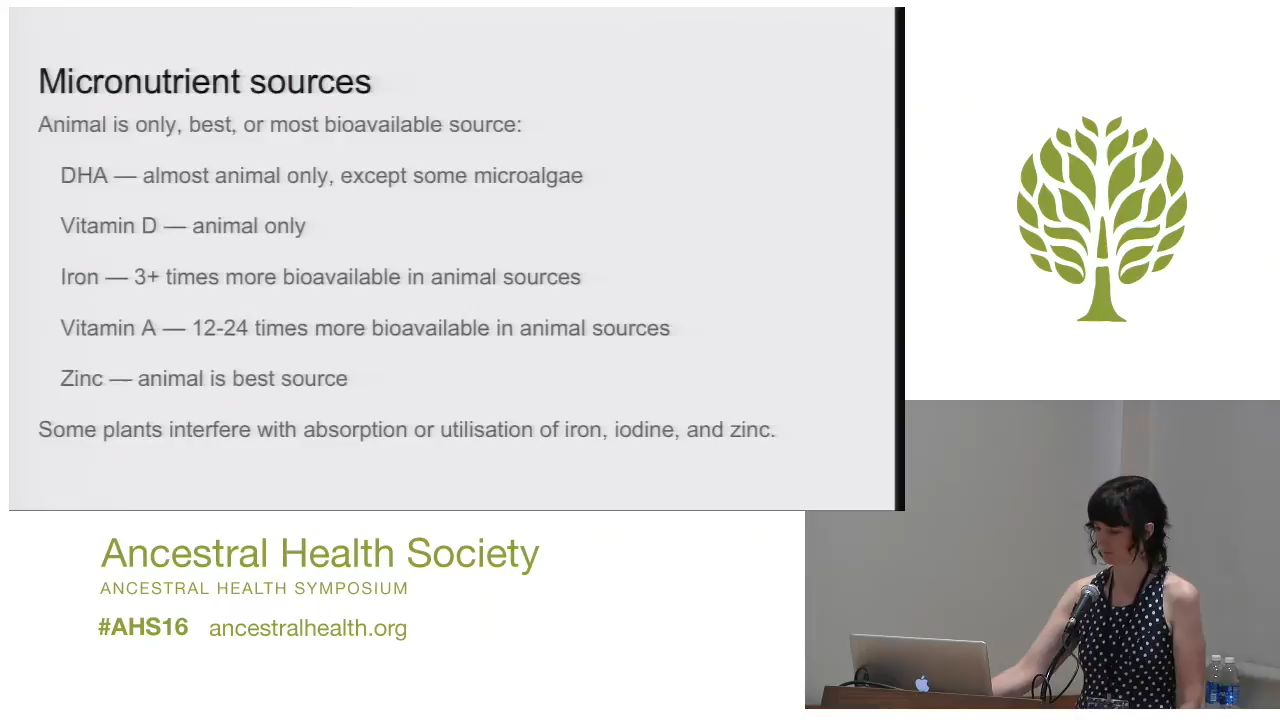 Micronutrient sources
Animal is only, best, or most bioavailable source:
DHA — almost animal only, except some microalgae
Vitamin D — animal only
Iron — 3+ times more bioavailable in animal sources
Vitamin A — 12-24 times more bioavailable in animal sources
Zinc — animal is best source
Some plants interfere with absorption or utilisation of iron, iodine, and zinc.
Ancestral Health Society
ANCESTRAL HEALTH SYMPOSIUM
#AHS16 ancestralhealth.org